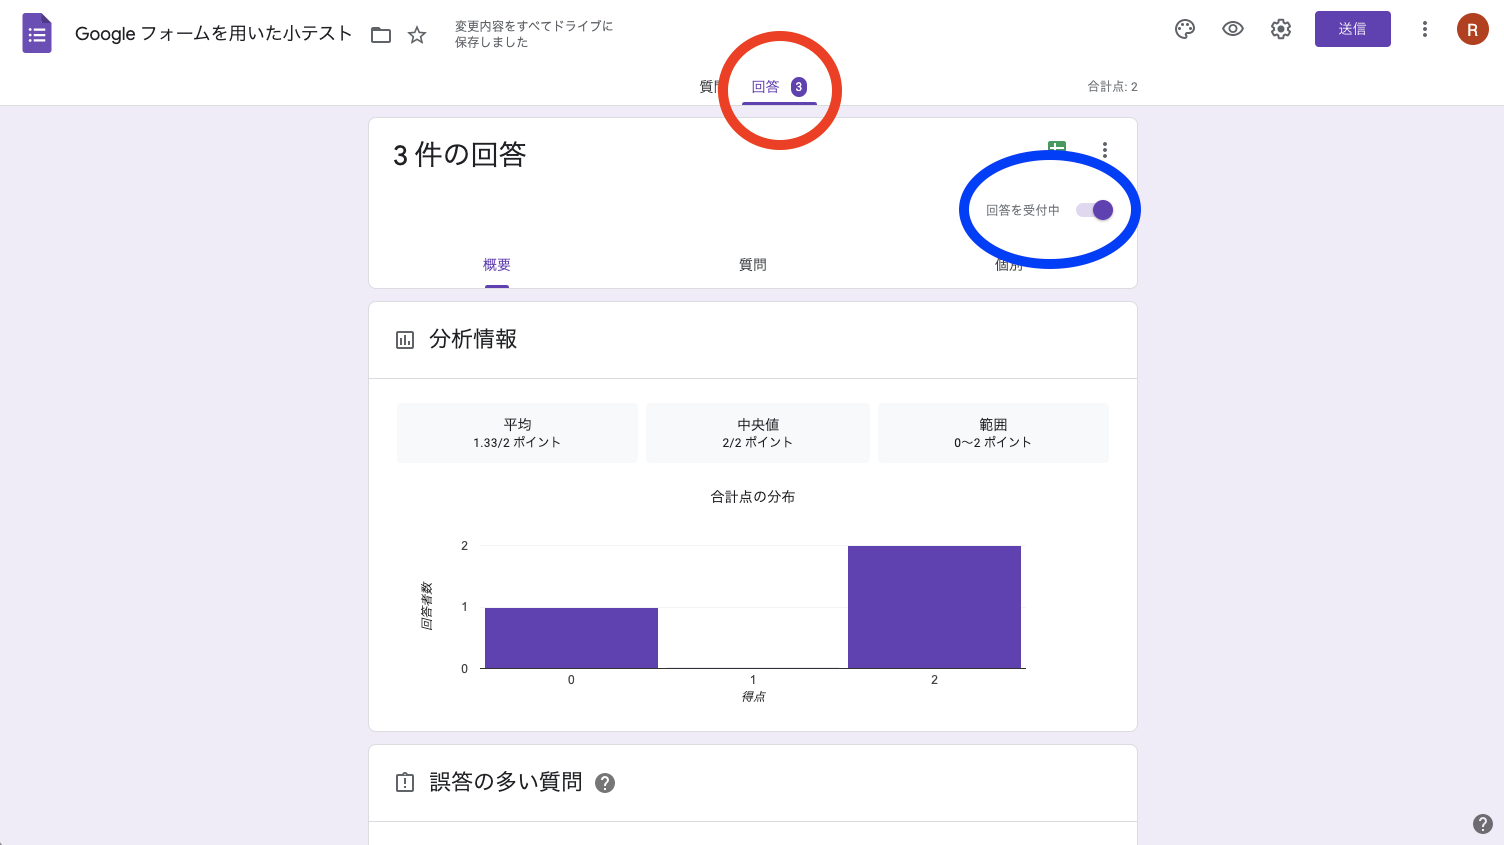 Google フォームを用いた小テスト
変更内容をすべてドライブに
保存しました
送信
R
質問
回答 3
合計点: 2
3 件の回答
回答を受付中
概要
質問
個別
分析情報
平均
1.33/2 ポイント
中央値
2/2 ポイント
範囲
0～2 ポイント
合計点の分布
回答者数
2
1
0
0
1
2
得点
誤答の多い質問